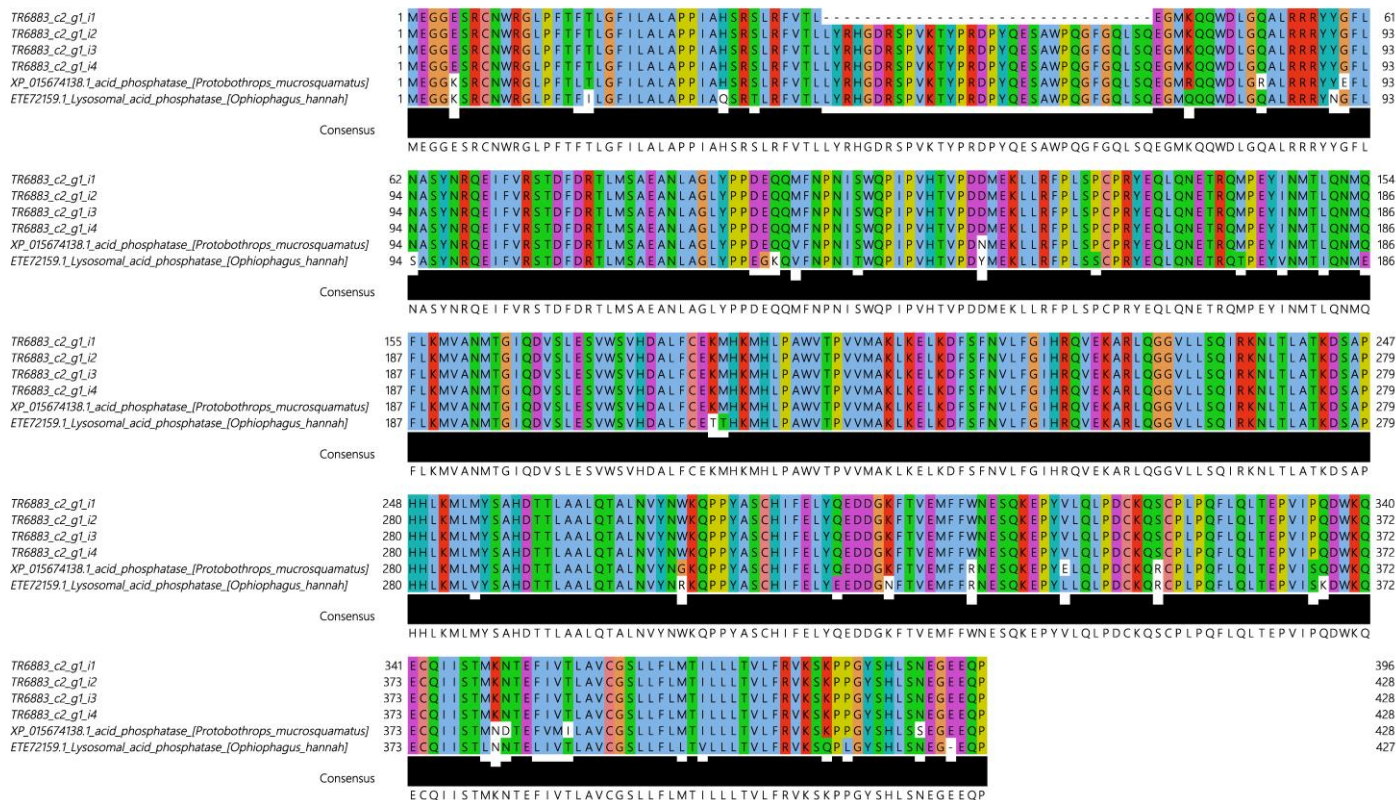 TR6883_c2_g1_i1 1 MEGGESRCNWRGLPFTFTLGFILALAPPIAHSRSLRFVTL--------------------------------EGMKQQWDLGQALRRRYYGFL 61
TR6883_c2_g1_i2 1 MEGGESRCNWRGLPFTFTLGFILALAPPIAHSRSLRFVTLLYRHGDRSPVKTYPRDPYQESAWPQGFGQLSQEGMKQQWDLGQALRRRYYGFL 93
TR6883_c2_g1_i3 1 MEGGESRCNWRGLPFTFTLGFILALAPPIAHSRSLRFVTLLYRHGDRSPVKTYPRDPYQESAWPQGFGQLSQEGMKQQWDLGQALRRRYYGFL 93
TR6883_c2_g1_i4 1 MEGGESRCNWRGLPFTFTLGFILALAPPIAHSRSLRFVTLLYRHGDRSPVKTYPRDPYQESAWPQGFGQLSQEGMKQQWDLGQALRRRYYGFL 93
XP_015674138.1_acid_phosphatase_[Protobothrops_mucrosquamatus] 1 MEGGKSRCNWRGLPFTFTLGFILALAPPIAHSRSLRFVTLLYRHGDRSPVKTYPRDPYQESAWPQGFGQLSQEGMRQQWDLGRALRRRYYEFL 93
ETE72159.1_Lysosomal_acid_phosphatase_[Ophiophagus_hannah] 1 MEGGKSRCNWRGLPFTFILGFILALAPPIAQSRTLRFVTLLYRHGDRSPVKTYPRDPYQESAWPQGFGQLSQEGMQQQWDLGQALRRRYNGFL 93
Consensus
MEGGESRCNWRGLPFTFTLGFILALAPPIAHSRSLRFVTLLYRHGDRSPVKTYPRDPYQESAWPQGFGQLSQEGMKQQWDLGQALRRRYYGFL
TR6883_c2_g1_i1 62 NASYNRQEIFVRSTDFDRTLMSAEANLAGLYPPDEQQMFNPNISWQPIPVHTVPDDMEKLLRFPLSPCPRYEQLQNETRQMPEYINMTLQNMQ 154
TR6883_c2_g1_i2 94 NASYNRQEIFVRSTDFDRTLMSAEANLAGLYPPDEQQMFNPNISWQPIPVHTVPDDMEKLLRFPLSPCPRYEQLQNETRQMPEYINMTLQNMQ 186
TR6883_c2_g1_i3 94 NASYNRQEIFVRSTDFDRTLMSAEANLAGLYPPDEQQMFNPNISWQPIPVHTVPDDMEKLLRFPLSPCPRYEQLQNETRQMPEYINMTLQNMQ 186
TR6883_c2_g1_i4 94 NASYNRQEIFVRSTDFDRTLMSAEANLAGLYPPDEQQMFNPNISWQPIPVHTVPDDMEKLLRFPLSPCPRYEQLQNETRQMPEYINMTLQNMQ 186
XP_015674138.1_acid_phosphatase_[Protobothrops_mucrosquamatus] 94 NASYNRQEIFVRSTDFDRTLMSAEANLAGLYPPDEQQVFNPNISWQPIPVHTVPDNMEKLLRFPLSPCPRYEQLQNETRQMPEYINMTIQNMQ 186
ETE72159.1_Lysosomal_acid_phosphatase_[Ophiophagus_hannah] 94 SASYNRQEIFVRSTDFDRTLMSAEANLAGLYPPEGKQVFNPNITWQPIPVHTVPDYMEKLLRFPLSSCPRYEQLQNETRQTPEYVNMTIQNME 186
Consensus
NASYNRQEIFVRSTDFDRTLMSAEANLAGLYPPDEQQMFNPNISWQPIPVHTVPDDMEKLLRFPLSPCPRYEQLQNETRQMPEYINMTLQNMQ
TR6883_c2_g1_i1 155 FLKMVANMTGIQDVSLESVWSVHDALFCEKMHKMHLPAWVTPVVMAKLKELKDFSFNVLFGIHRQVEKARLQGGVLLSQIRKNLTLATKDSAP 247
TR6883_c2_g1_i2 187 FLKMVANMTGIQDVSLESVWSVHDALFCEKMHKMHLPAWVTPVVMAKLKELKDFSFNVLFGIHRQVEKARLQGGVLLSQIRKNLTLATKDSAP 279
TR6883_c2_g1_i3 187 FLKMVANMTGIQDVSLESVWSVHDALFCEKMHKMHLPAWVTPVVMAKLKELKDFSFNVLFGIHRQVEKARLQGGVLLSQIRKNLTLATKDSAP 279
TR6883_c2_g1_i4 187 FLKMVANMTGIQDVSLESVWSVHDALFCEKMHKMHLPAWVTPVVMAKLKELKDFSFNVLFGIHRQVEKARLQGGVLLSQIRKNLTLATKDSAP 279
XP_015674138.1_acid_phosphatase_[Protobothrops_mucrosquamatus] 187 FLKMVANMTGIQDVSLESVWSVHDALFCEKMHKMHLPAWVTPVVMAKLKELKDFSFNVLFGIHRQVEKARLQGGVLLSQIRKNLTLATKDSAP 279
ETE72159.1_Lysosomal_acid_phosphatase_[Ophiophagus_hannah] 187 FLKMVANMTGIQDVSLESVWSVHDALFCETTHKMHLPAWVTPVVMAKLKELKDFSFNVLFGIHRQVEKARLQGGVLLSQIRKNLTLATKDSAP 279
Consensus
FLKMVANMTGIQDVSLESVWSVHDALFCEKMHKMHLPAWVTPVVMAKLKELKDFSFNVLFGIHRQVEKARLQGGVLLSQIRKNLTLATKDSAP
TR6883_c2_g1_i1 248 HHLKMLMYSAHDTTLAALQTALNVYNWKQPPYASCHIFELYQEDDGKFTVEMFFWNESQKEPYVLQLPDCKQSCPLPQFLQLTEPVIPQDWKQ 340
TR6883_c2_g1_i2 280 HHLKMLMYSAHDTTLAALQTALNVYNWKQPPYASCHIFELYQEDDGKFTVEMFFWNESQKEPYVLQLPDCKQSCPLPQFLQLTEPVIPQDWKQ 372
TR6883_c2_g1_i3 280 HHLKMLMYSAHDTTLAALQTALNVYNWKQPPYASCHIFELYQEDDGKFTVEMFFWNESQKEPYVLQLPDCKQSCPLPQFLQLTEPVIPQDWKQ 372
TR6883_c2_g1_i4 280 HHLKMLMYSAHDTTLAALQTALNVYNWKQPPYASCHIFELYQEDDGKFTVEMFFWNESQKEPYVLQLPDCKQSCPLPQFLQLTEPVIPQDWKQ 372
XP_015674138.1_acid_phosphatase_[Protobothrops_mucrosquamatus] 280 HHLKMLMYSAHDTTLAALQTALNVYNGKQPPYASCHIFELYQEDDGKFTVEMFFRNESQKEPYELQLPDCKQRCPLPQFLQLTEPVISQDWKQ 372
ETE72159.1_Lysosomal_acid_phosphatase_[Ophiophagus_hannah] 280 HHLKMLVYSAHDTTLAALQTALNVYNRKQPPYASCHIFELYEEDDGNFTVEMFFRNESQKEPYLLQLPDCKQRCPLPQFLQLTEPVISKDWKQ 372
Consensus
HHLKMLMYSAHDTTLAALQTALNVYNWKQPPYASCHIFELYQEDDGKFTVEMFFWNESQKEPYVLQLPDCKQSCPLPQFLQLTEPVIPQDWKQ
TR6883_c2_g1_i1 341 ECQIISTMKNTEFIVTLAVCGSLLFLMTILLLTVLFRVKSKPPGYSHLSNEGEEQP 396
TR6883_c2_g1_i2 373 ECQIISTMKNTEFIVTLAVCGSLLFLMTILLLTVLFRVKSKPPGYSHLSNEGEEQP 428
TR6883_c2_g1_i3 373 ECQIISTMKNTEFIVTLAVCGSLLFLMTILLLTVLFRVKSKPPGYSHLSNEGEEQP 428
TR6883_c2_g1_i4 373 ECQIISTMKNTEFIVTLAVCGSLLFLMTILLLTVLFRVKSKPPGYSHLSNEGEEQP 428
XP_015674138.1_acid_phosphatase_[Protobothrops_mucrosquamatus] 373 ECQIISTMNDTEFVMILAVCGSLLFLMTILLLTVLFRVKSKPPGYSHLSSEGEEQP 428
ETE72159.1_Lysosomal_acid_phosphatase_[Ophiophagus_hannah] 373 ECQIISTLNNTEFIVTLAVCGSLLFLLTVLLLTVLFRVKSQPLGYSHLSNEG-EQP 427
Consensus
ECQIISTMKNTEFIVTLAVCGSLLFLMTILLLTVLFRVKSKPPGYSHLSNEGEEQP